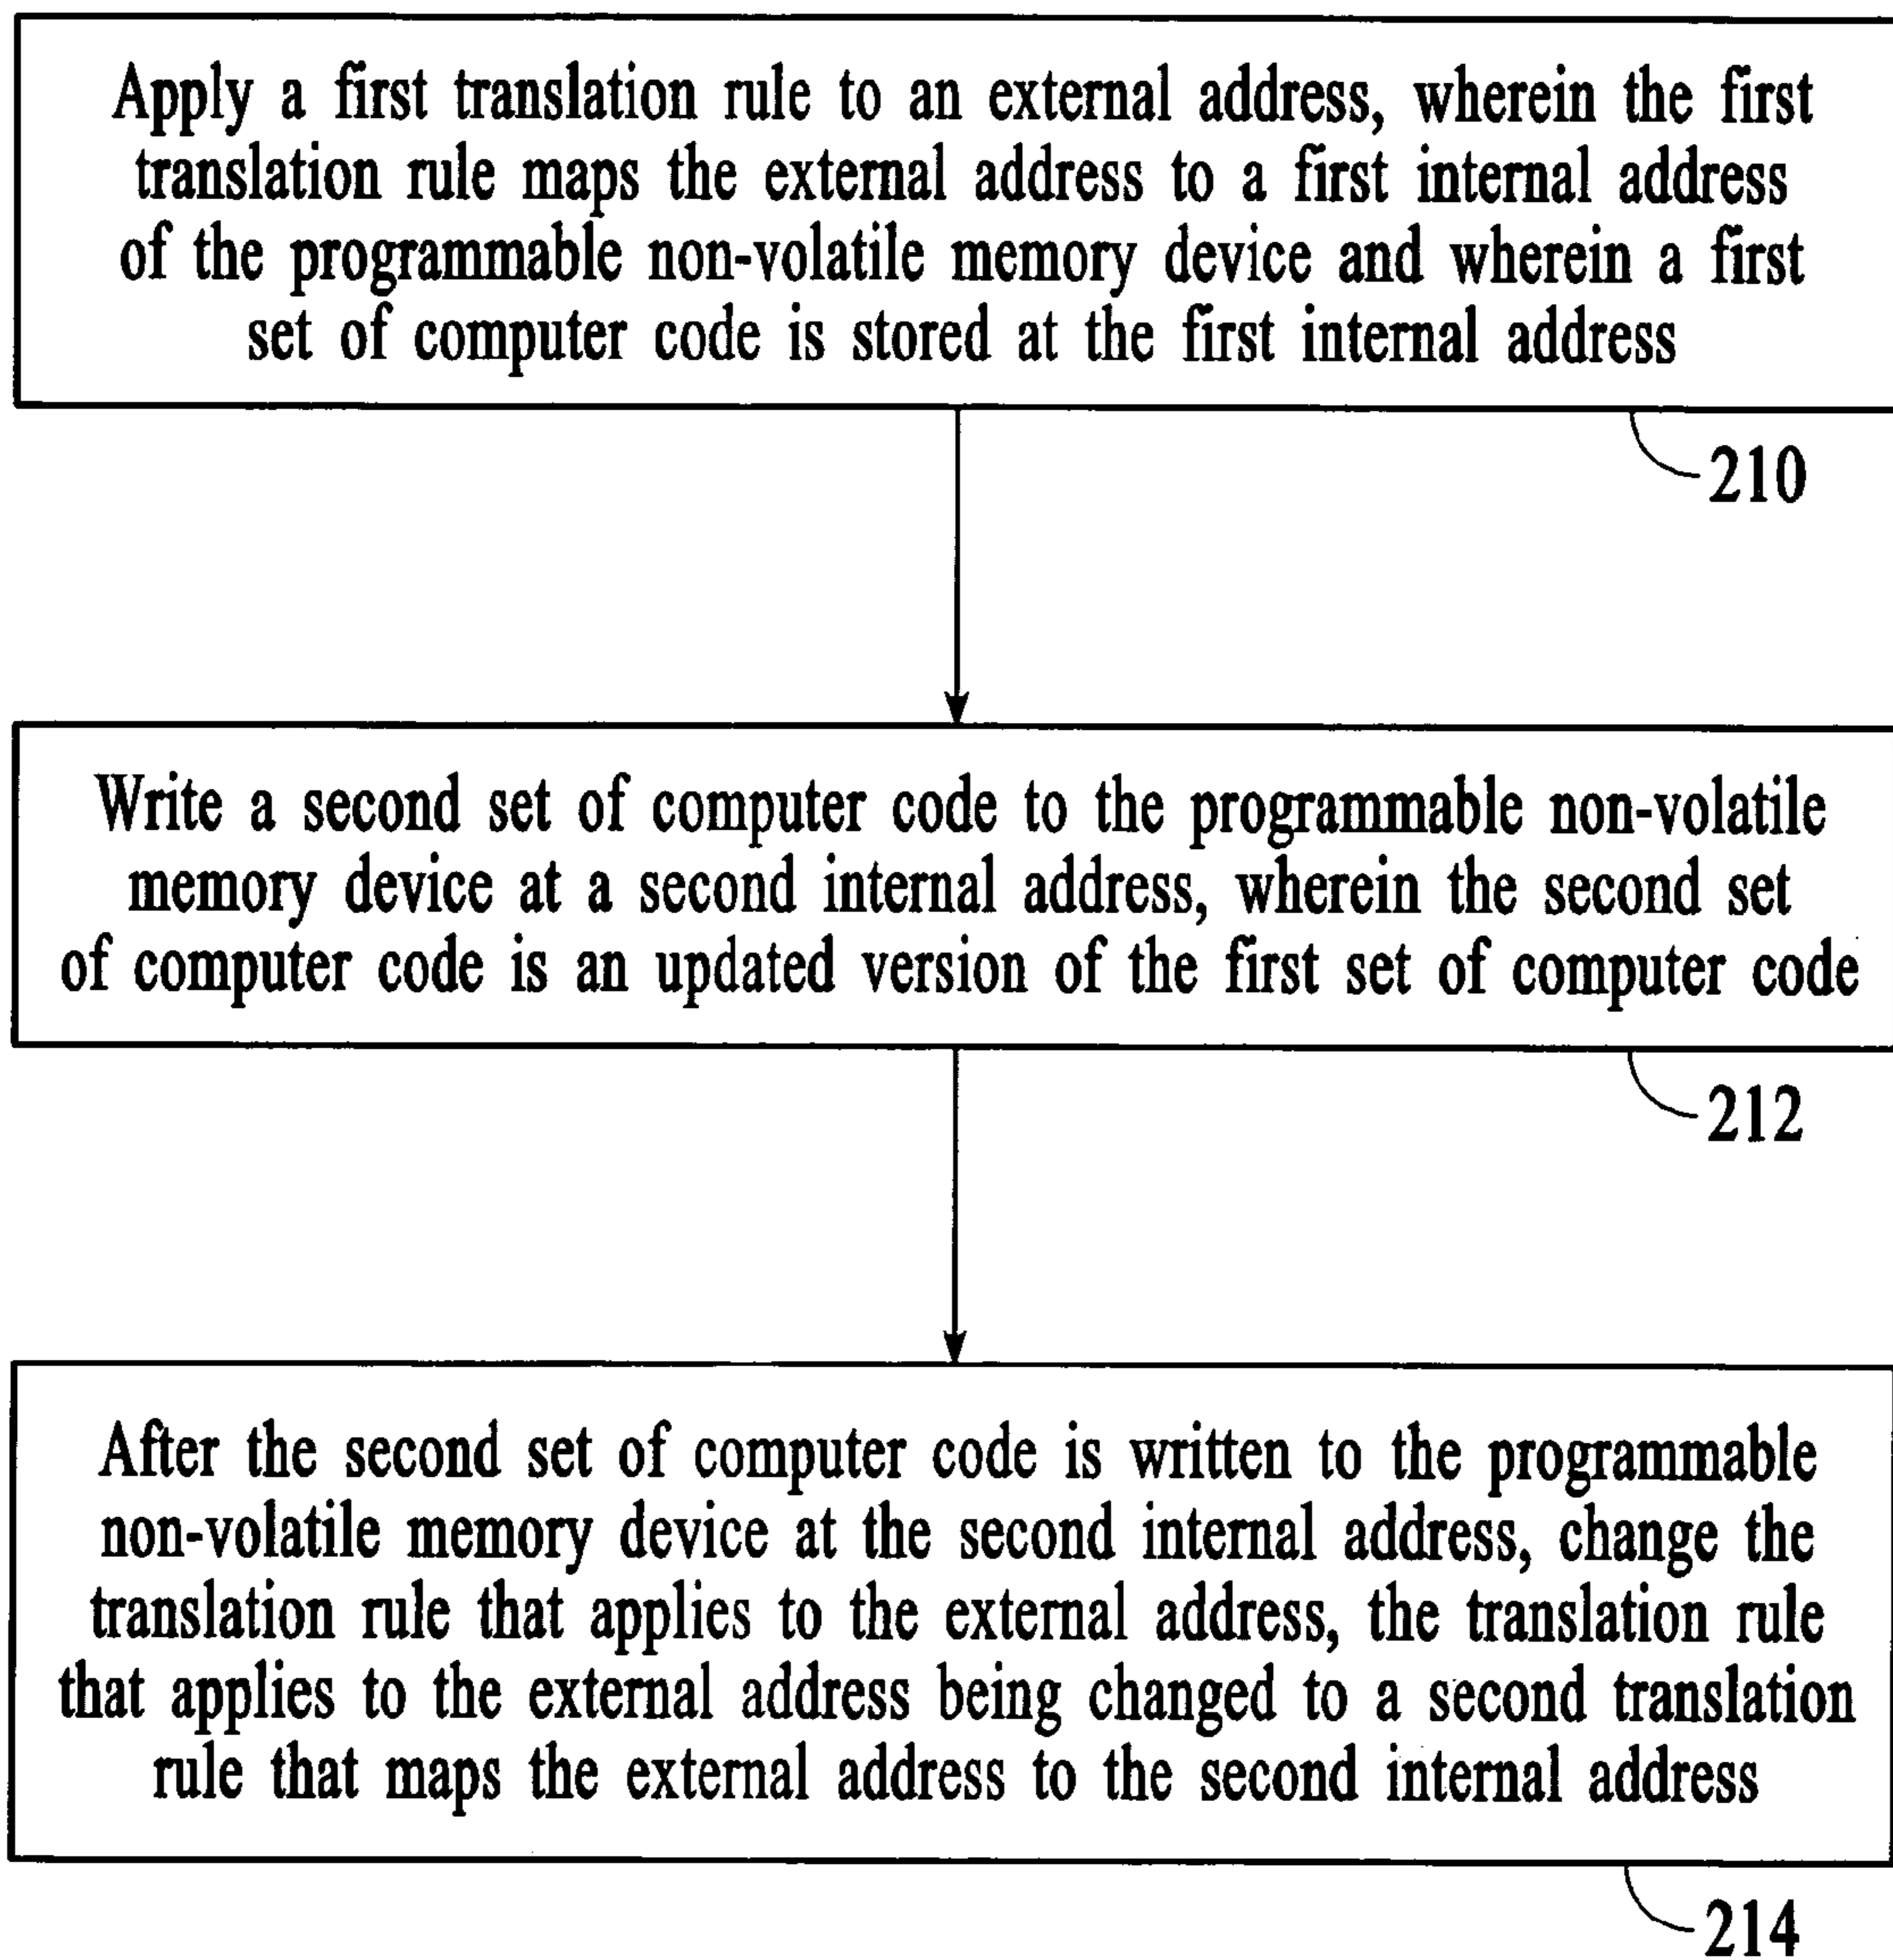 Apply a first translation rule to an external address, wherein the first
translation rule maps the external address to a first internal address
of the programmable non-volatile memory device and wherein a first
set of computer code is stored at the first internal address
210
Write a second set of computer code to the programmable non-volatile
memory device at a second internal address, wherein the second set
of computer code is an updated version of the first set of computer code
212
After the second set of computer code is written to the programmable
non-volatile memory device at the second internal address, change the
translation rule that applies to the external address, the translation rule
that applies to the external address being changed to a second translation
rule that maps the external address to the second internal address
214